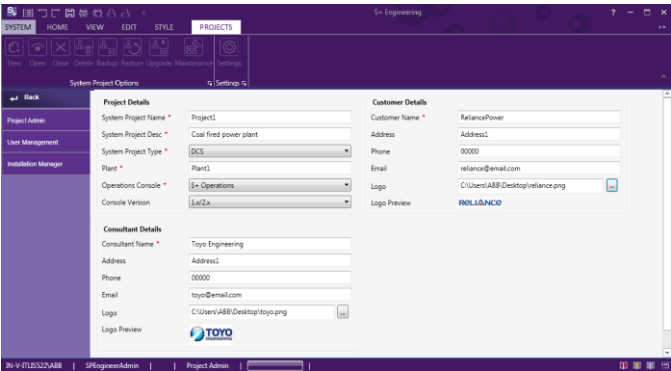 S+ Engineering
SYSTEM HOME VIEW EDIT STYLE PROJECTS
New Open Close Delete Backup Restore Upgrade Maintenance Settings
System Project Options Settings
Back
Project Admin
User Management
Installation Manager
Project Details
System Project Name * Project1
System Project Desc * Coal fired power plant
System Project Type * DCS
Plant * Plant1
Operations Console * S+ Operations
Console Version 1.x/2.x
Customer Details
Customer Name * ReliancePower
Address Address1
Phone 00000
Email reliance@email.com
Logo C:\Users\ABB\Desktop\reliance.png ...
Logo Preview RELIANCE
Consultant Details
Consultant Name * Toyo Engineering
Address Address1
Phone 00000
Email toyo@email.com
Logo C:\Users\ABB\Desktop\toyo.png ...
Logo Preview TOYO
IN-V-ITLIS522\ABB | SPEngineerAdmin | | Project Admin | |